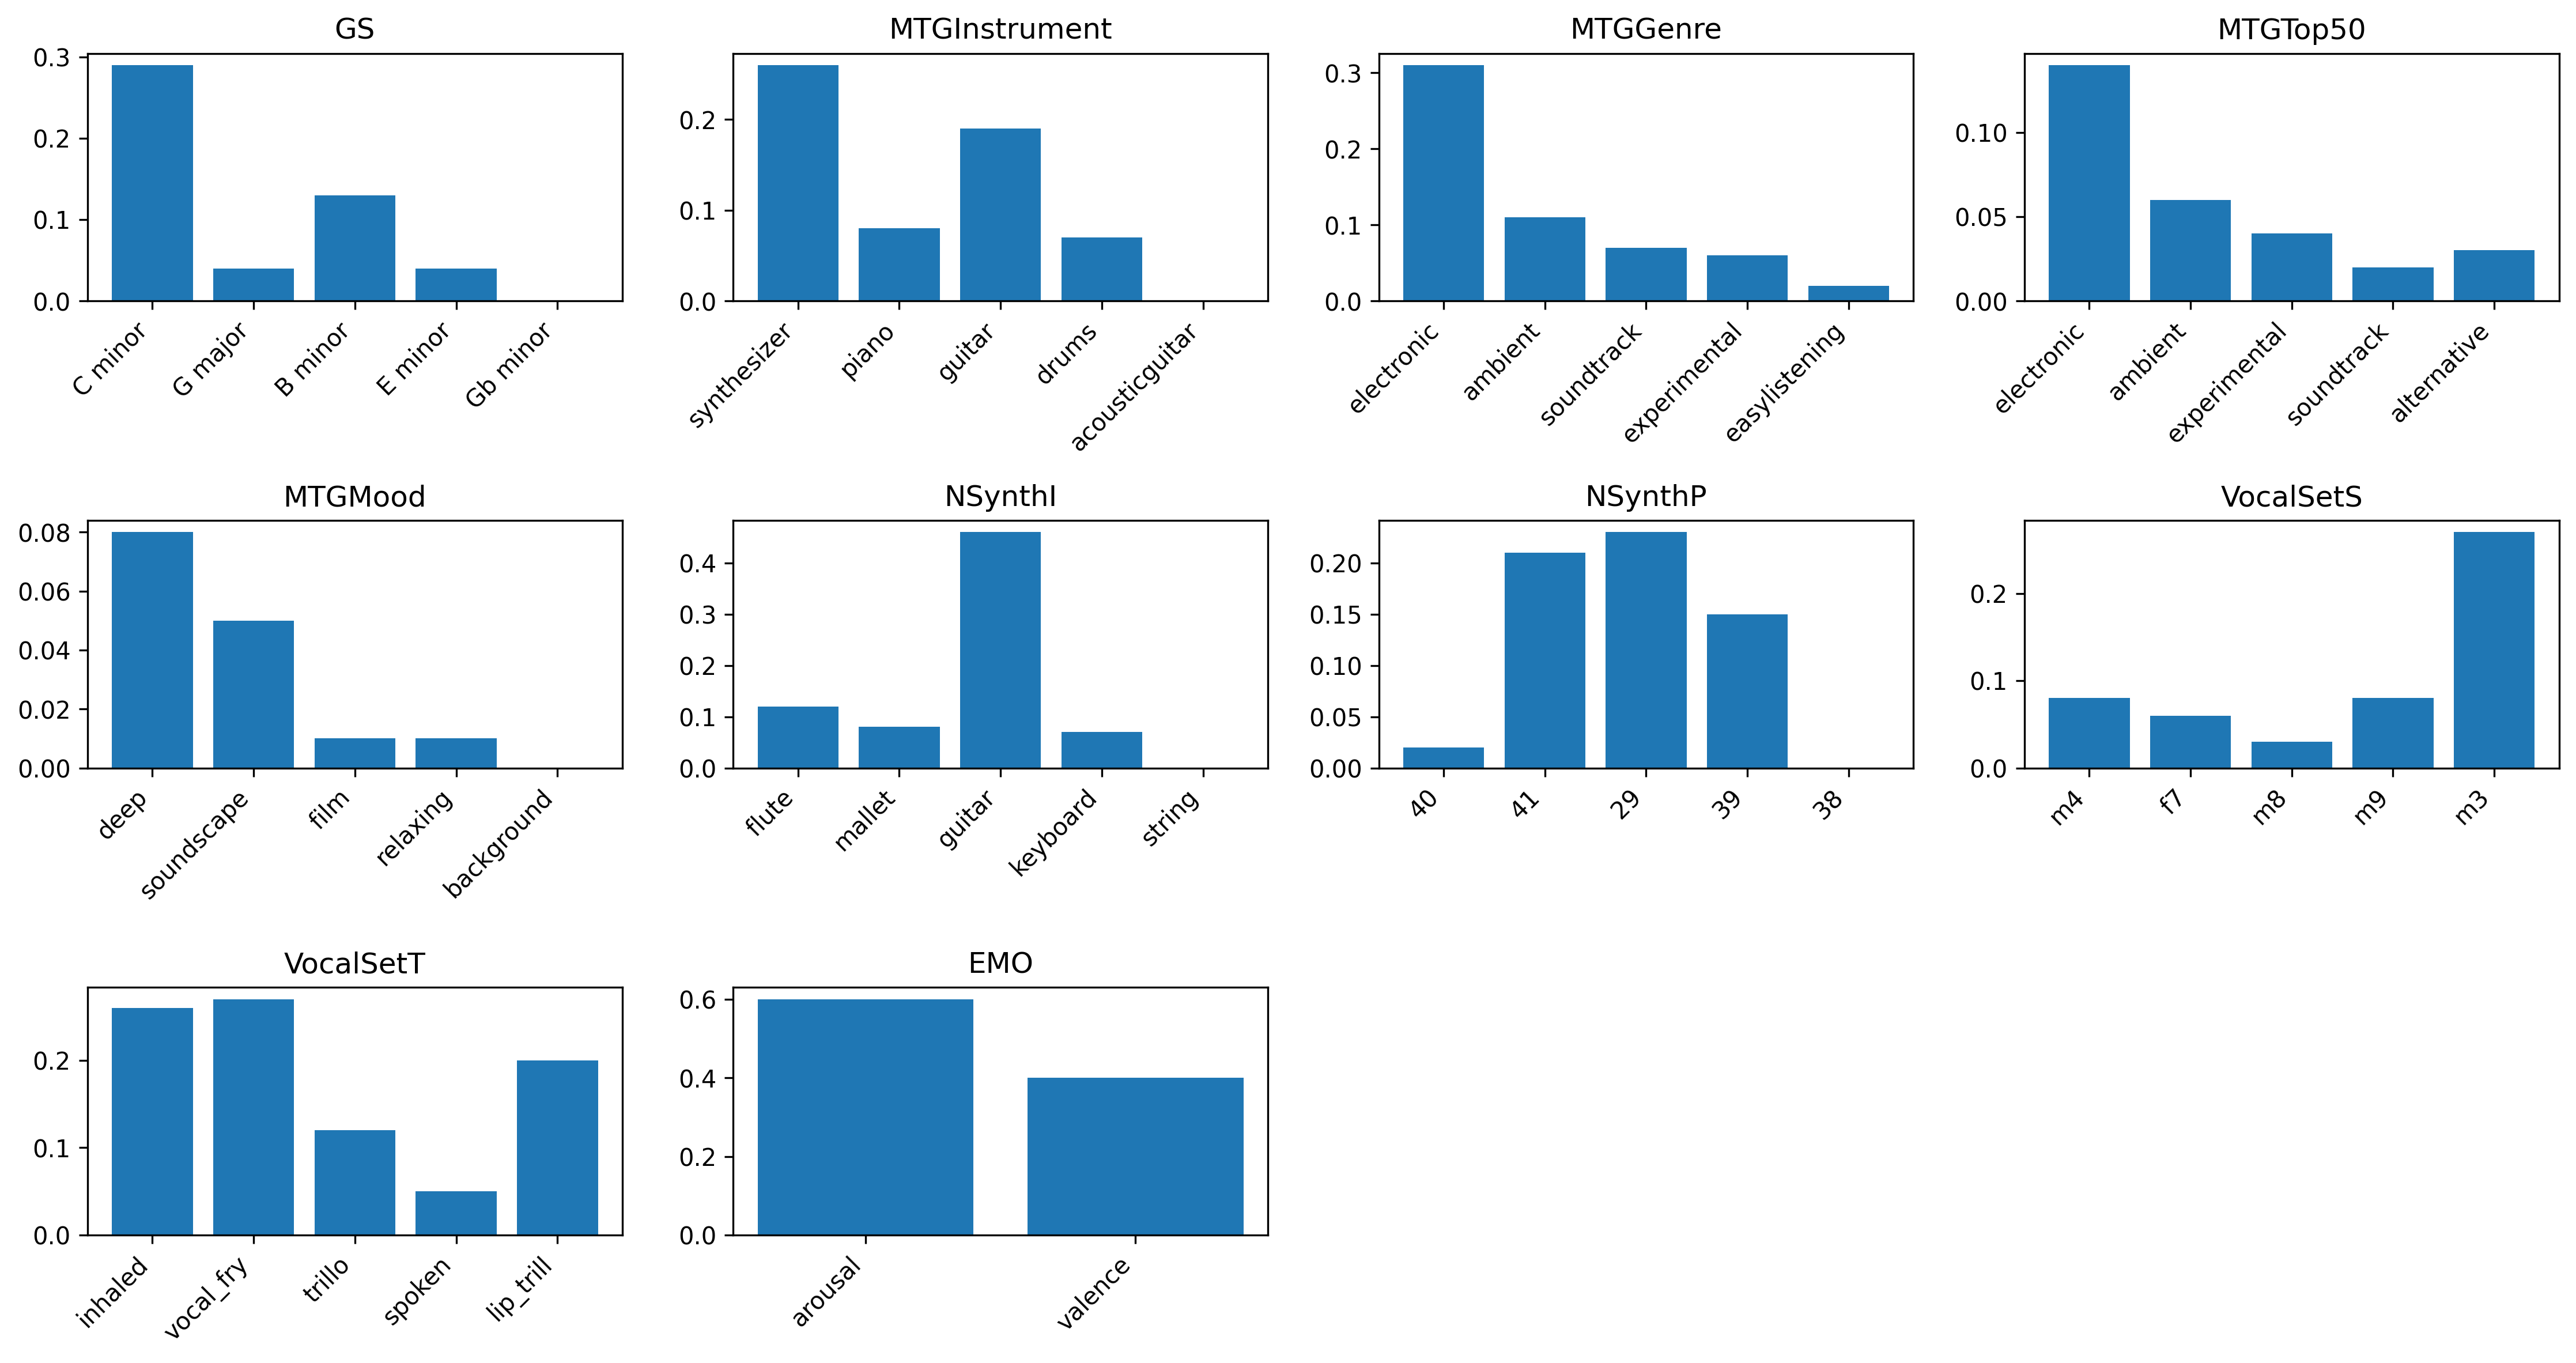 GS
0.3
0.2
0.1
0.0
C minor
G major
B minor
E minor
Gb minor
MTGInstrument
0.2
0.1
0.0
synthesizer
piano
guitar
drums
acousticguitar
MTGGenre
0.3
0.2
0.1
0.0
electronic
ambient
soundtrack
experimental
easylistening
MTGTop50
0.10
0.05
0.00
electronic
ambient
experimental
soundtrack
alternative
MTGMood
0.08
0.06
0.04
0.02
0.00
deep
soundscape
film
relaxing
background
NSynthI
0.4
0.3
0.2
0.1
0.0
flute
mallet
guitar
keyboard
string
NSynthP
0.20
0.15
0.10
0.05
0.00
40
41
29
39
38
VocalSetS
0.2
0.1
0.0
m4
f7
m8
m9
m3
VocalSetT
0.2
0.1
0.0
inhaled
vocal_fry
trillo
spoken
lip_trill
EMO
0.6
0.4
0.2
0.0
arousal
valence